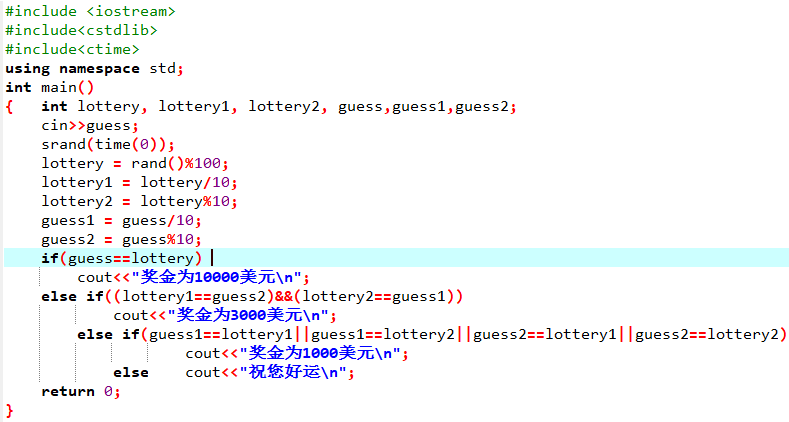 #include <iostream>
#include<cstdlib>
#include<ctime>
using namespace std;
int main()
{   int lottery, lottery1, lottery2, guess,guess1,guess2;
    cin>>guess;
    srand(time(0));
    lottery = rand()%100;
    lottery1 = lottery/10;
    lottery2 = lottery%10;
    guess1 = guess/10;
    guess2 = guess%10;
    if(guess==lottery)
        cout<<"奖金为10000美元\n";
    else if((lottery1==guess2)&&(lottery2==guess1))
            cout<<"奖金为3000美元\n";
        else if(guess1==lottery1||guess1==lottery2||guess2==lottery1||guess2==lottery2)
                    cout<<"奖金为1000美元\n";
            else    cout<<"祝您好运\n";
    return 0;
}